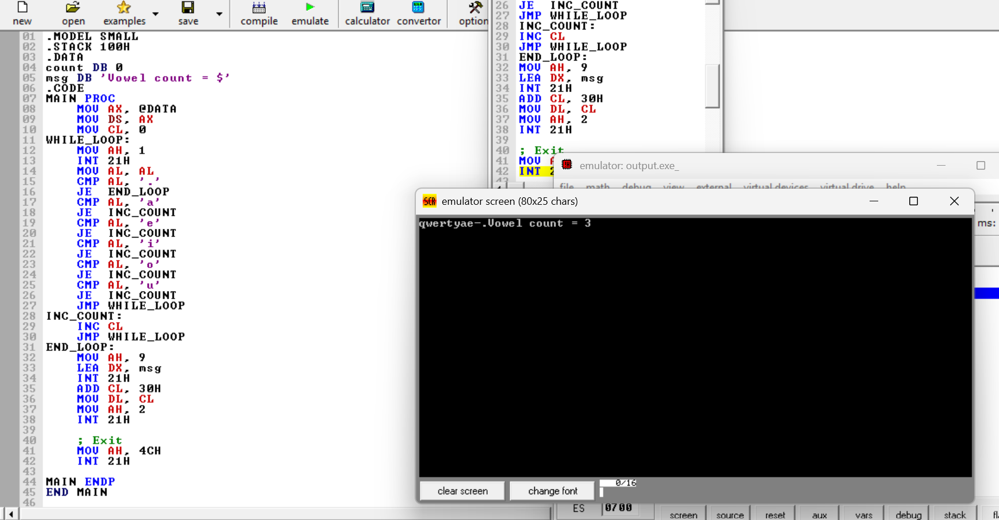 new open examples save compile emulate calculator convertor option
01 .MODEL SMALL
02 .STACK 100H
03 .DATA
04 count DB 0
05 msg DB 'Vowel count = $'
06 .CODE
07 MAIN PROC
08 MOV AX, @DATA
09 MOV DS, AX
10 MOV CL, 0
11 WHILE_LOOP:
12 MOV AH, 1
13 INT 21H
14 MOV AL, AL
15 CMP AL, '.'
16 JE END_LOOP
17 CMP AL, 'a'
18 JE INC_COUNT
19 CMP AL, 'e'
20 JE INC_COUNT
21 CMP AL, 'i'
22 JE INC_COUNT
23 CMP AL, 'o'
24 JE INC_COUNT
25 CMP AL, 'u'
26 JE INC_COUNT
27 JMP WHILE_LOOP
28 INC_COUNT:
29 INC CL
30 JMP WHILE_LOOP
31 END_LOOP:
32 MOV AH, 9
33 LEA DX, msg
34 INT 21H
35 ADD CL, 30H
36 MOV DL, CL
37 MOV AH, 2
38 INT 21H
39
40 ; Exit
41 MOV AH, 4CH
42 INT 21H
43
44 MAIN ENDP
45 END MAIN
46
26 JE INC_COUNT
27 JMP WHILE_LOOP
28 INC_COUNT:
29 INC CL
30 JMP WHILE_LOOP
31 END_LOOP:
32 MOV AH, 9
33 LEA DX, msg
34 INT 21H
35 ADD CL, 30H
36 MOV DL, CL
37 MOV AH, 2
38 INT 21H
39
40 ; Exit
41 MOV
42 INT
emulator: output.exe_
file math debug view external virtual devices virtual drive help
SCR emulator screen (80x25 chars)
qwertyae-.Vowel count = 3
ms:
clear screen change font 0/16
ES 0700
screen source reset aux vars debug stack